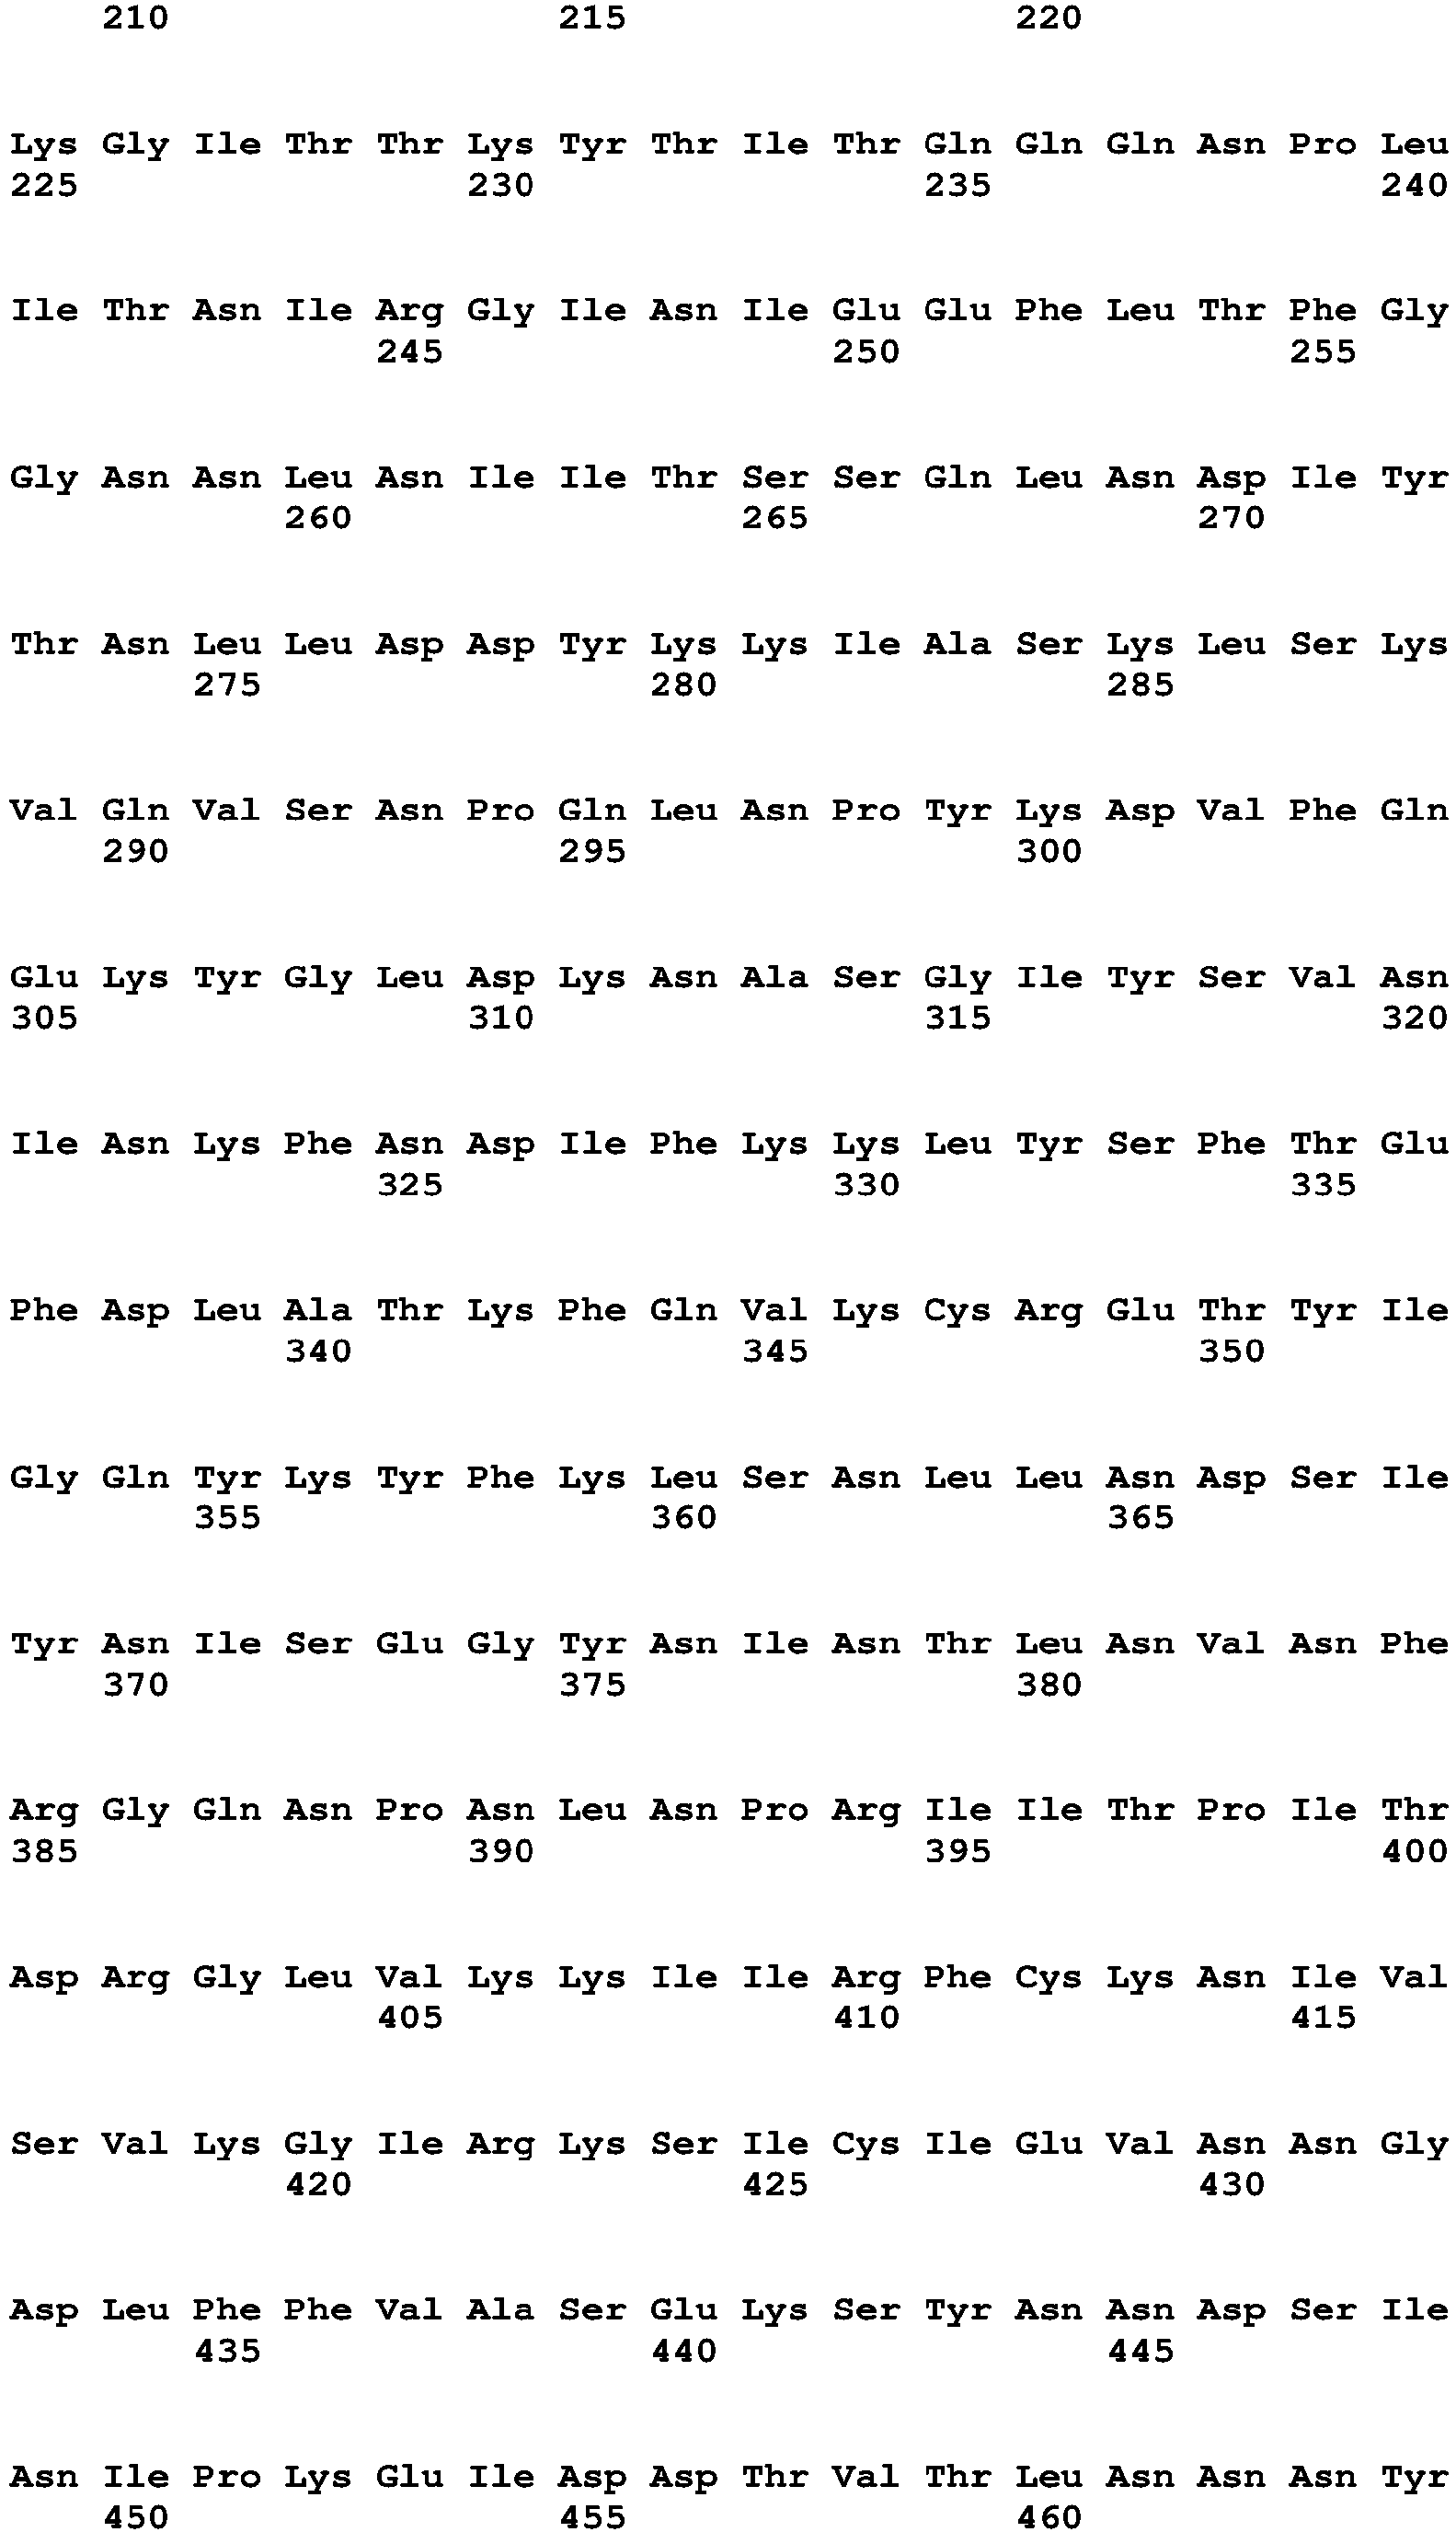 210 215 220
Lys Gly Ile Thr Thr Lys Tyr Thr Ile Thr Gln Gln Gln Asn Pro Leu
225 230 235 240
Ile Thr Asn Ile Arg Gly Ile Asn Ile Glu Glu Phe Leu Thr Phe Gly
245 250 255
Gly Asn Asn Leu Asn Ile Ile Thr Ser Ser Gln Leu Asn Asp Ile Tyr
260 265 270
Thr Asn Leu Leu Asp Asp Tyr Lys Lys Ile Ala Ser Lys Leu Ser Lys
275 280 285
Val Gln Val Ser Asn Pro Gln Leu Asn Pro Tyr Lys Asp Val Phe Gln
290 295 300
Glu Lys Tyr Gly Leu Asp Lys Asn Ala Ser Gly Ile Tyr Ser Val Asn
305 310 315 320
Ile Asn Lys Phe Asn Asp Ile Phe Lys Lys Leu Tyr Ser Phe Thr Glu
325 330 335
Phe Asp Leu Ala Thr Lys Phe Gln Val Lys Cys Arg Glu Thr Tyr Ile
340 345 350
Gly Gln Tyr Lys Tyr Phe Lys Leu Ser Asn Leu Leu Asn Asp Ser Ile
355 360 365
Tyr Asn Ile Ser Glu Gly Tyr Asn Ile Asn Thr Leu Asn Val Asn Phe
370 375 380
Arg Gly Gln Asn Pro Asn Leu Asn Pro Arg Ile Ile Thr Pro Ile Thr
385 390 395 400
Asp Arg Gly Leu Val Lys Lys Ile Ile Arg Phe Cys Lys Asn Ile Val
405 410 415
Ser Val Lys Gly Ile Arg Lys Ser Ile Cys Ile Glu Val Asn Asn Gly
420 425 430
Asp Leu Phe Phe Val Ala Ser Glu Lys Ser Tyr Asn Asn Asp Ser Ile
435 440 445
Asn Ile Pro Lys Glu Ile Asp Asp Thr Val Thr Leu Asn Asn Asn Tyr
450 455 460